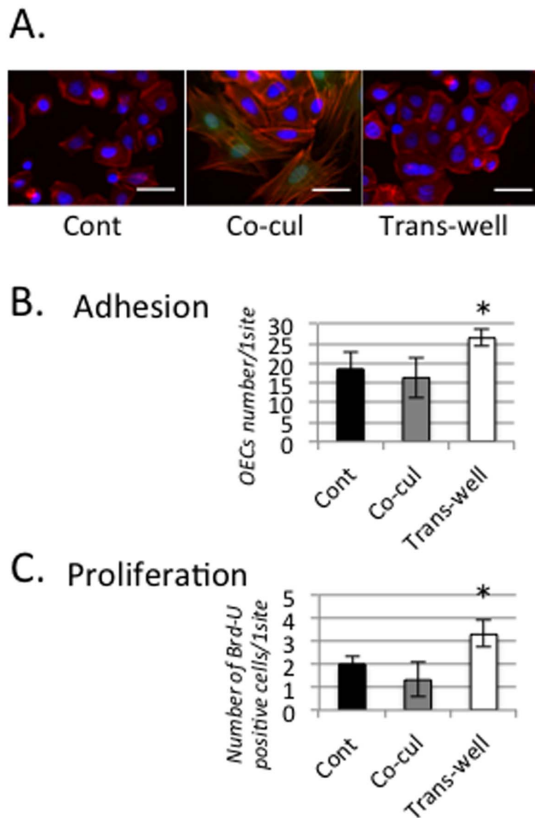 A.
Cont Co-cul Trans-well
B. Adhesion
OECs number/1site
30
25
20
15
10
5
0
*
Cont Co-cul Trans-well
C. Proliferation
Number of Brd-U
positive cells/1site
5
4
3
2
1
0
*
Cont Co-cul Trans-well